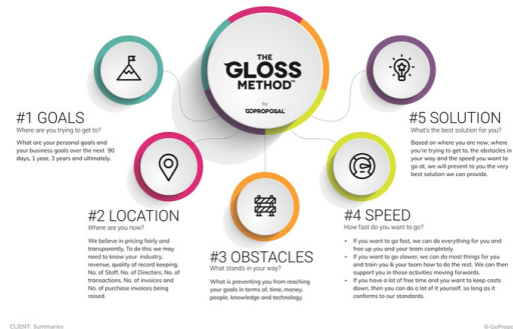 THE
GLOSS
METHOD™
by
GOPROPOSAL®
#1 GOALS
Where are you trying to get to?
What are your personal goals and
your business goals over the next 90
days, 1 year, 3 years and ultimately.
#2 LOCATION
Where are you now?
We believe in pricing fairly and
transparently. To do this we may
need to know your industry,
revenue, quality of record keeping,
No. of Staff, No. of Directors, No. of
transactions, No. of invoices and
No. of purchase invoices being
raised.
#3 OBSTACLES
What stands in your way?
What is preventing you from reaching
your goals in terms of, time, money,
people, knowledge and technology.
#4 SPEED
How fast do you want to go?
• If you want to go fast, we can do everything for you and
free up you and your team completely.
• If you want to go slower, we can do most things for you
and train you & your team how to do the rest. We can then
support you in those activities moving forwards.
• If you have a lot of free time and you want to keep costs
down, then you can do a lot of it yourself, so long as it
conforms to our standards.
#5 SOLUTION
What's the best solution for you?
Based on where you are now, where
you're trying to get to, the obstacles in
your way and the speed you want to
go at, we will present to you the very
best solution we can provide.
CLIENT: Summaries
© GoProps